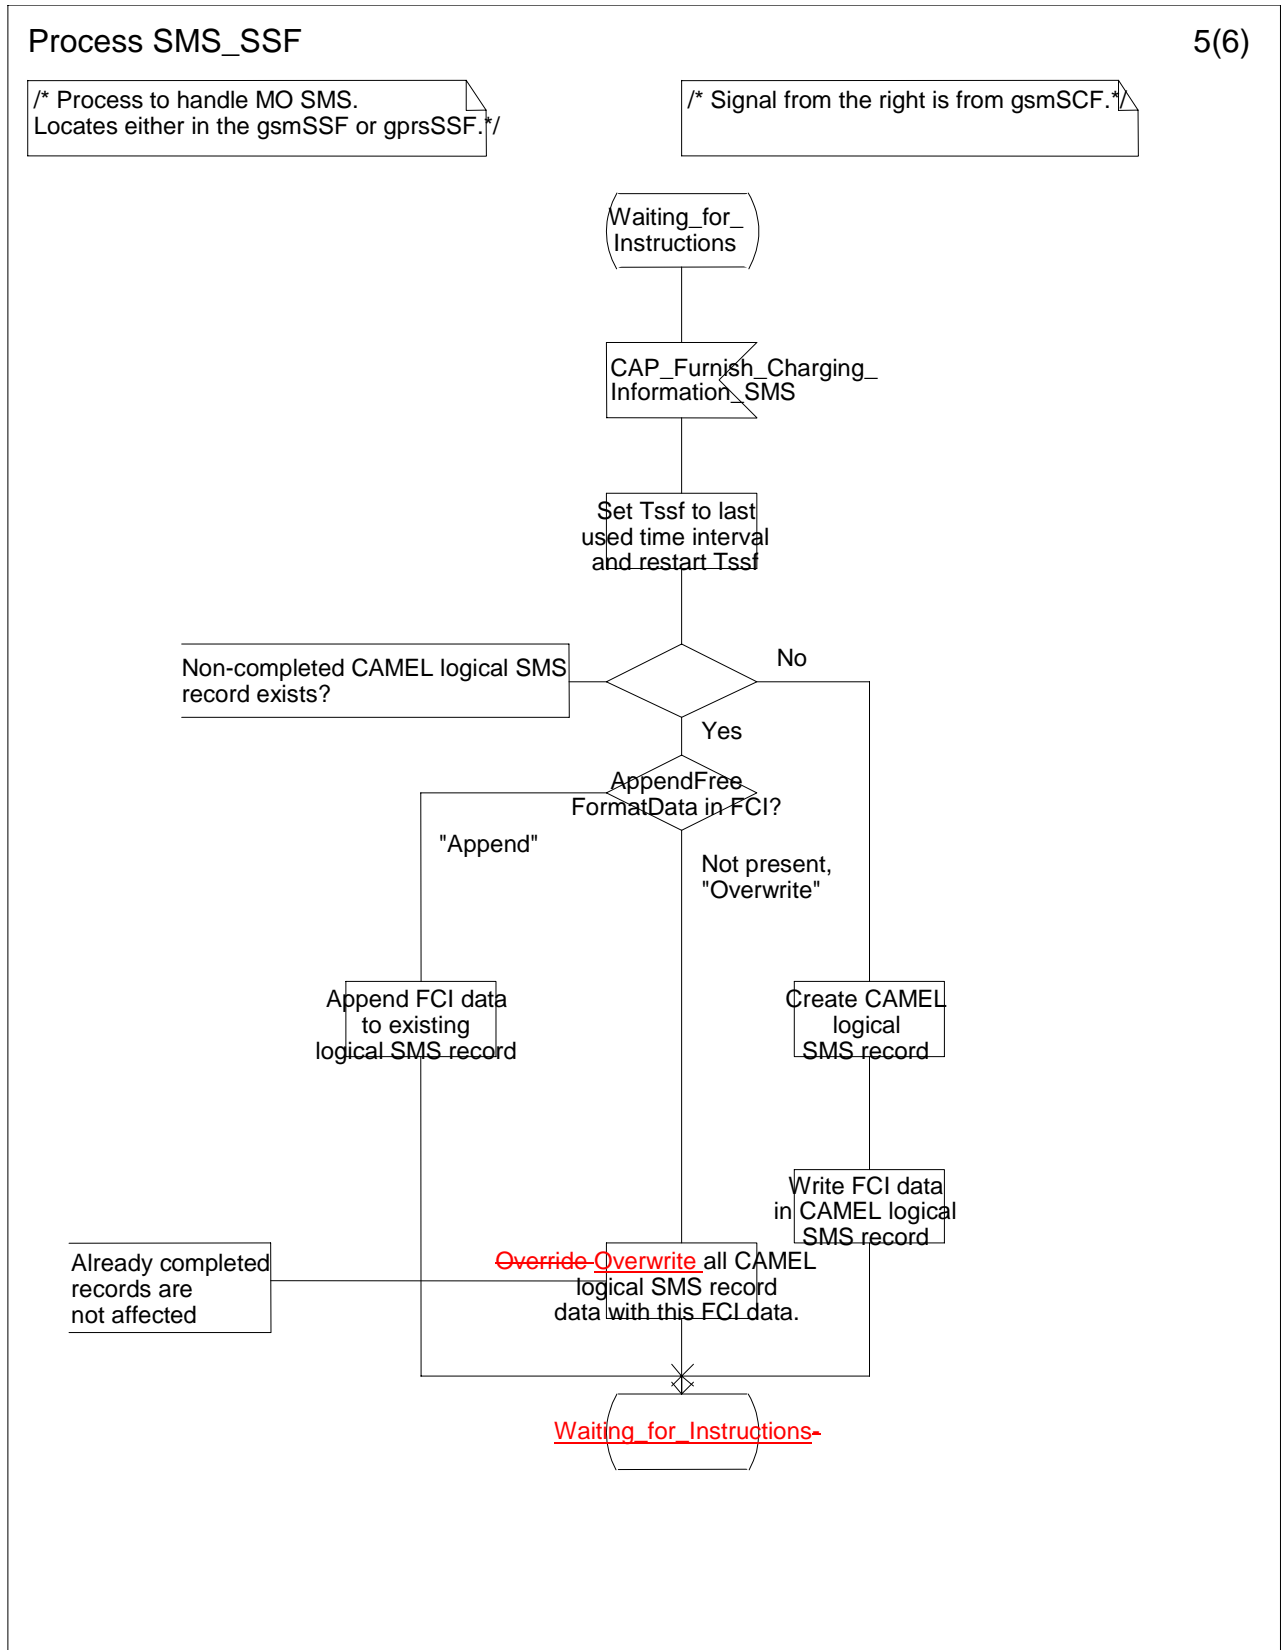 Process SMS_SSF
5(6)
/* Process to handle MO SMS.
Locates either in the gsmSSF or gprsSSF.*/
/* Signal from the right is from gsmSCF.*/
Waiting_for_
Instructions
CAP_Furnish_Charging_
Information_SMS
Set Tssf to last
used time interval
and restart Tssf
Non-completed CAMEL logical SMS
record exists?
No
Yes
AppendFree
FormatData in FCI?
"Append"
Not present,
"Overwrite"
Append FCI data
to existing
logical SMS record
Create CAMEL
logical
SMS record
Write FCI data
in CAMEL logical
SMS record
Already completed
records are
not affected
Override Overwrite all CAMEL
logical SMS record
data with this FCI data.
Waiting_for_Instructions-